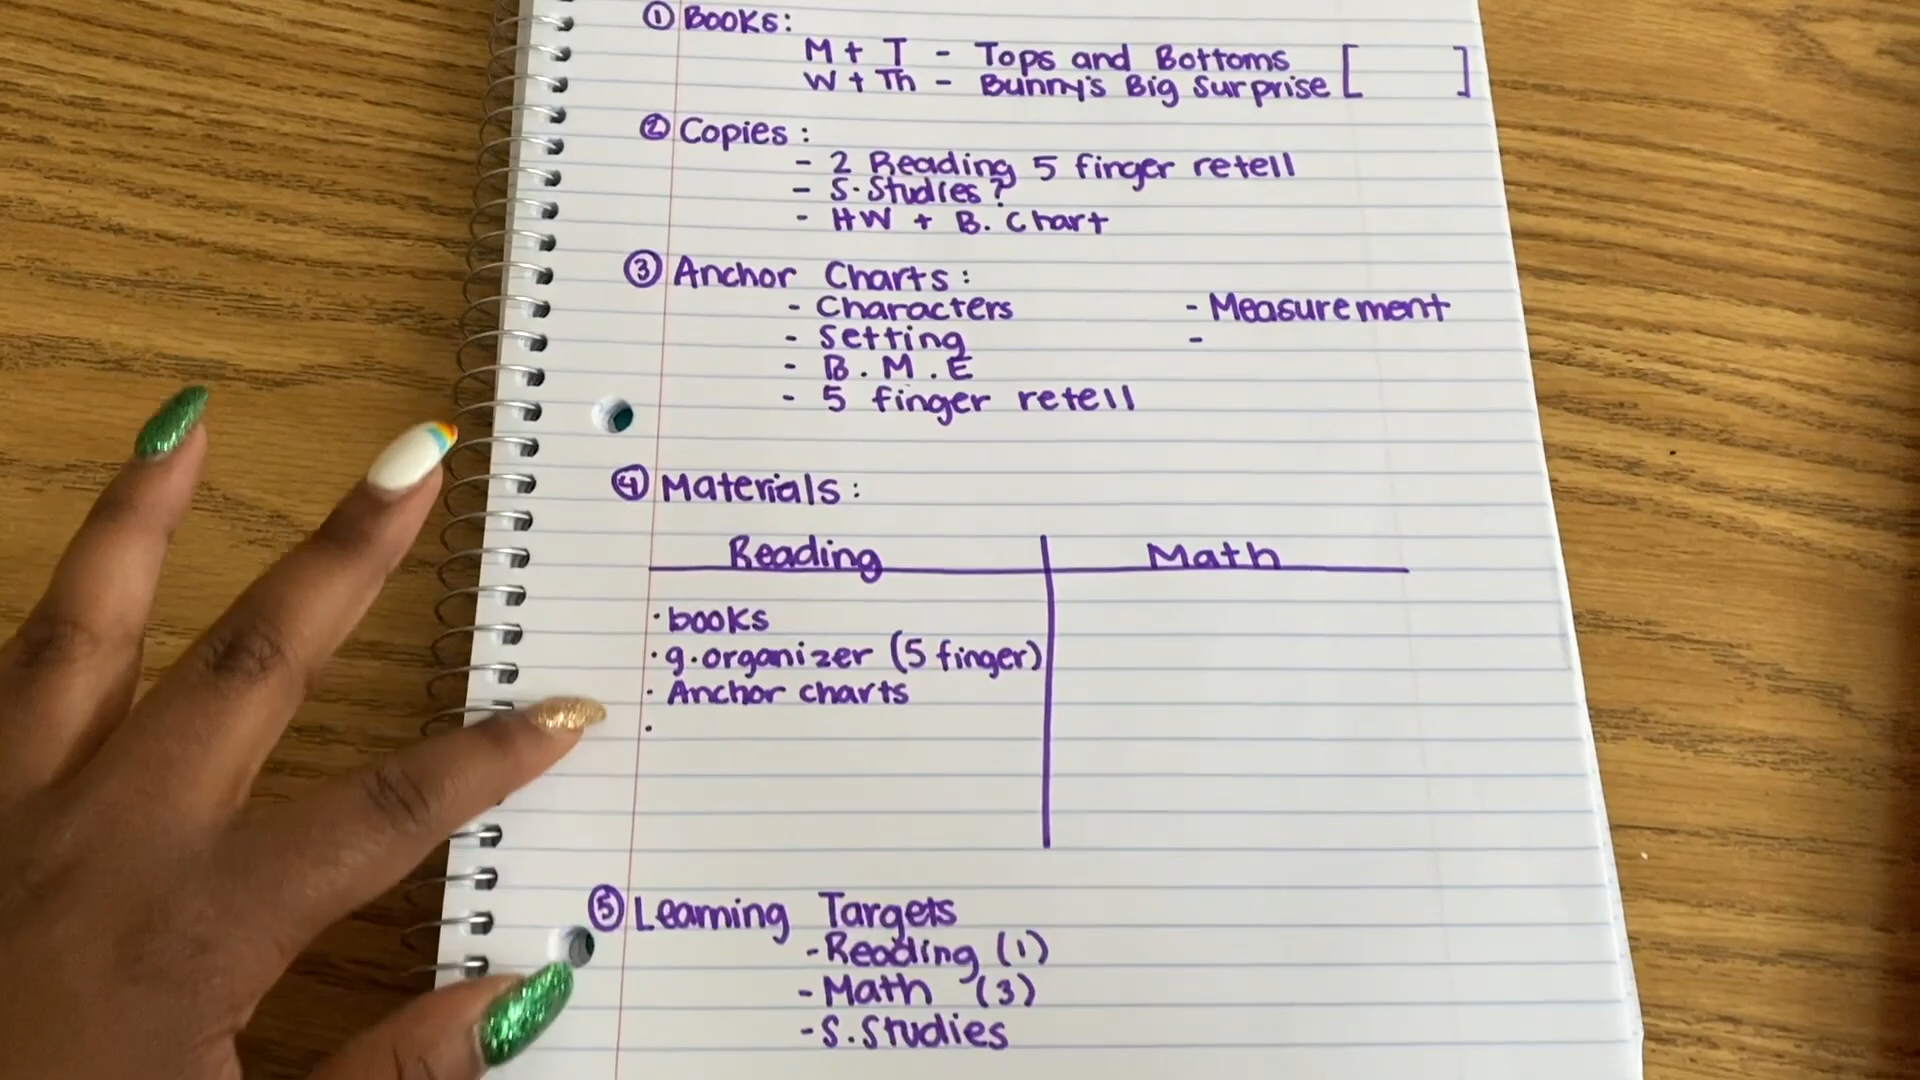 ① Books:
M + T - Tops and Bottoms [ ]
W + Th - Bunny's Big Surprise
② Copies:
- 2 Reading 5 finger retell
- S. Studies?
- HW + B. Chart
③ Anchor Charts:
- Characters
- Setting
- B.M.E
- 5 finger retell
- Measurement
-
④ Materials:
Reading
· books
· g.organizer (5 finger)
· Anchor charts
·
Math
⑤ Learning Targets
- Reading (1)
- Math (3)
- S. Studies